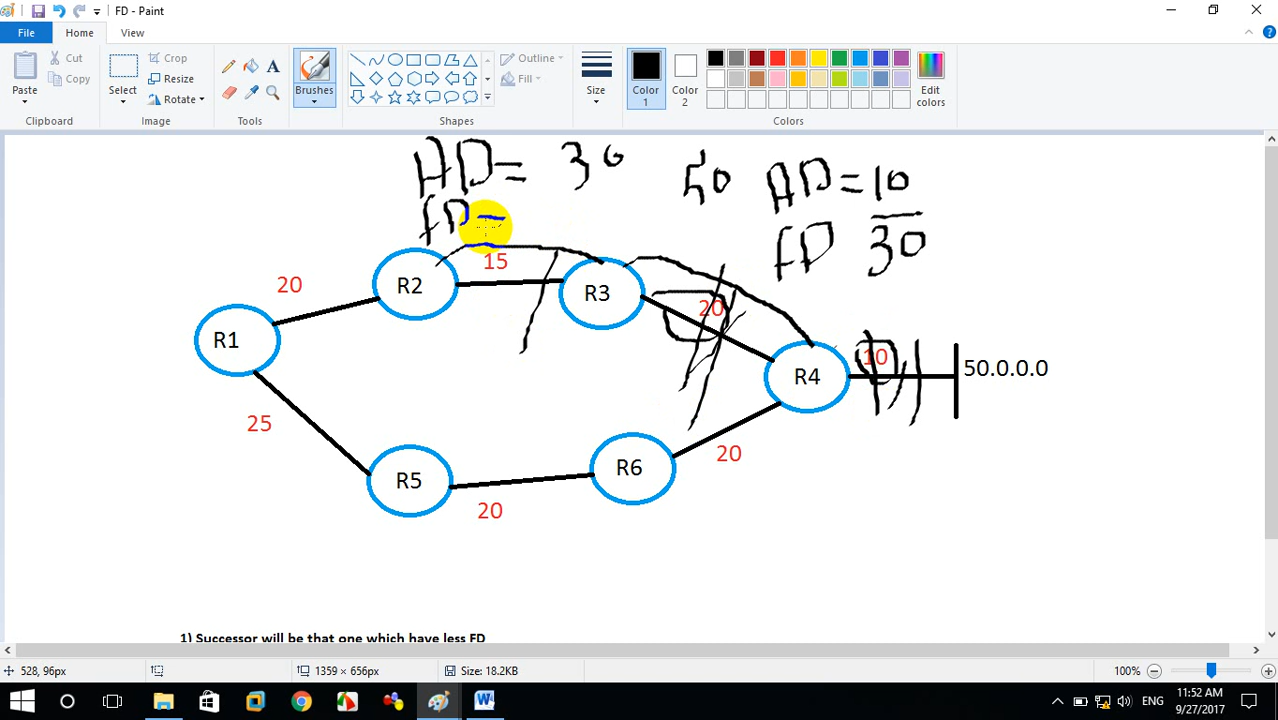 FD - Paint
File Home View
Paste Cut Copy Select Crop Resize Rotate A Brushes Outline Fill Size Color 1 Color 2 Edit colors
Clipboard Image Tools Shapes Colors
AD = 30 50 AD = 10
FD = FD 30
15
20 R2 R3 20
R1 R4 10 50.0.0.0
25
R5 R6 20
20
1) Successor will be that one which have less FD
528, 96px 1359 × 656px Size: 18.2KB 100%
ENG 11:52 AM
9/27/2017